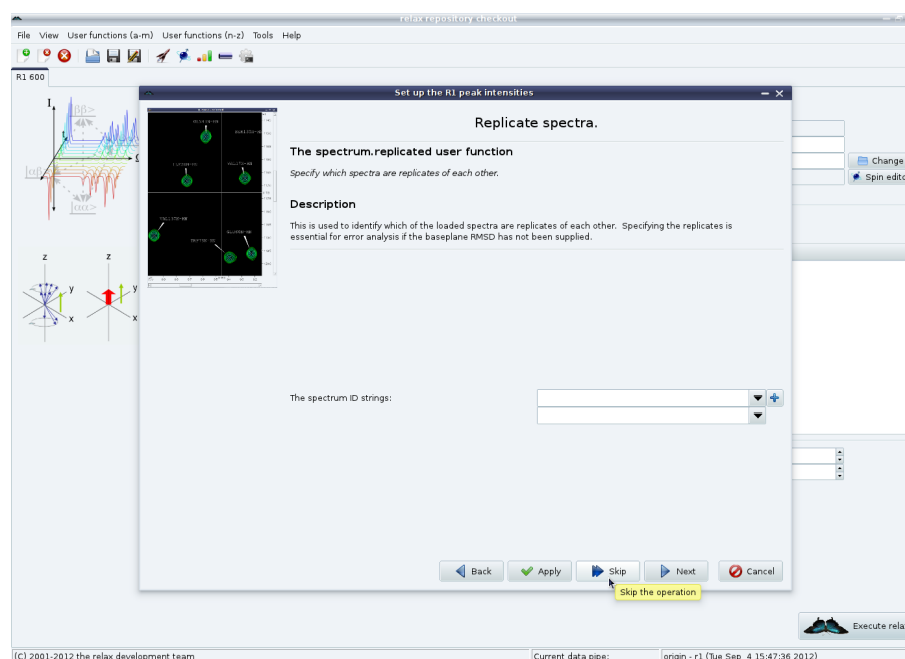 relax repository checkout
File View User functions (a-m) User functions (n-z) Tools Help
R1 600
I
|ββ>
|αβ
|αα>
z
z
y
y
x
x
Set up the R1 peak intensities
Replicate spectra.
The spectrum.replicated user function
Specify which spectra are replicates of each other.
Description
This is used to identify which of the loaded spectra are replicates of each other. Specifying the replicates is
essential for error analysis if the baseplane RMSD has not been supplied.
The spectrum ID strings:
Back
Apply
Skip
Next
Cancel
Skip the operation
Change
Spin edito
Execute rela
(C) 2001-2012 the relax development team
Current data pipe:
origin - r1 (Tue Sep 4 15:47:36 2012)